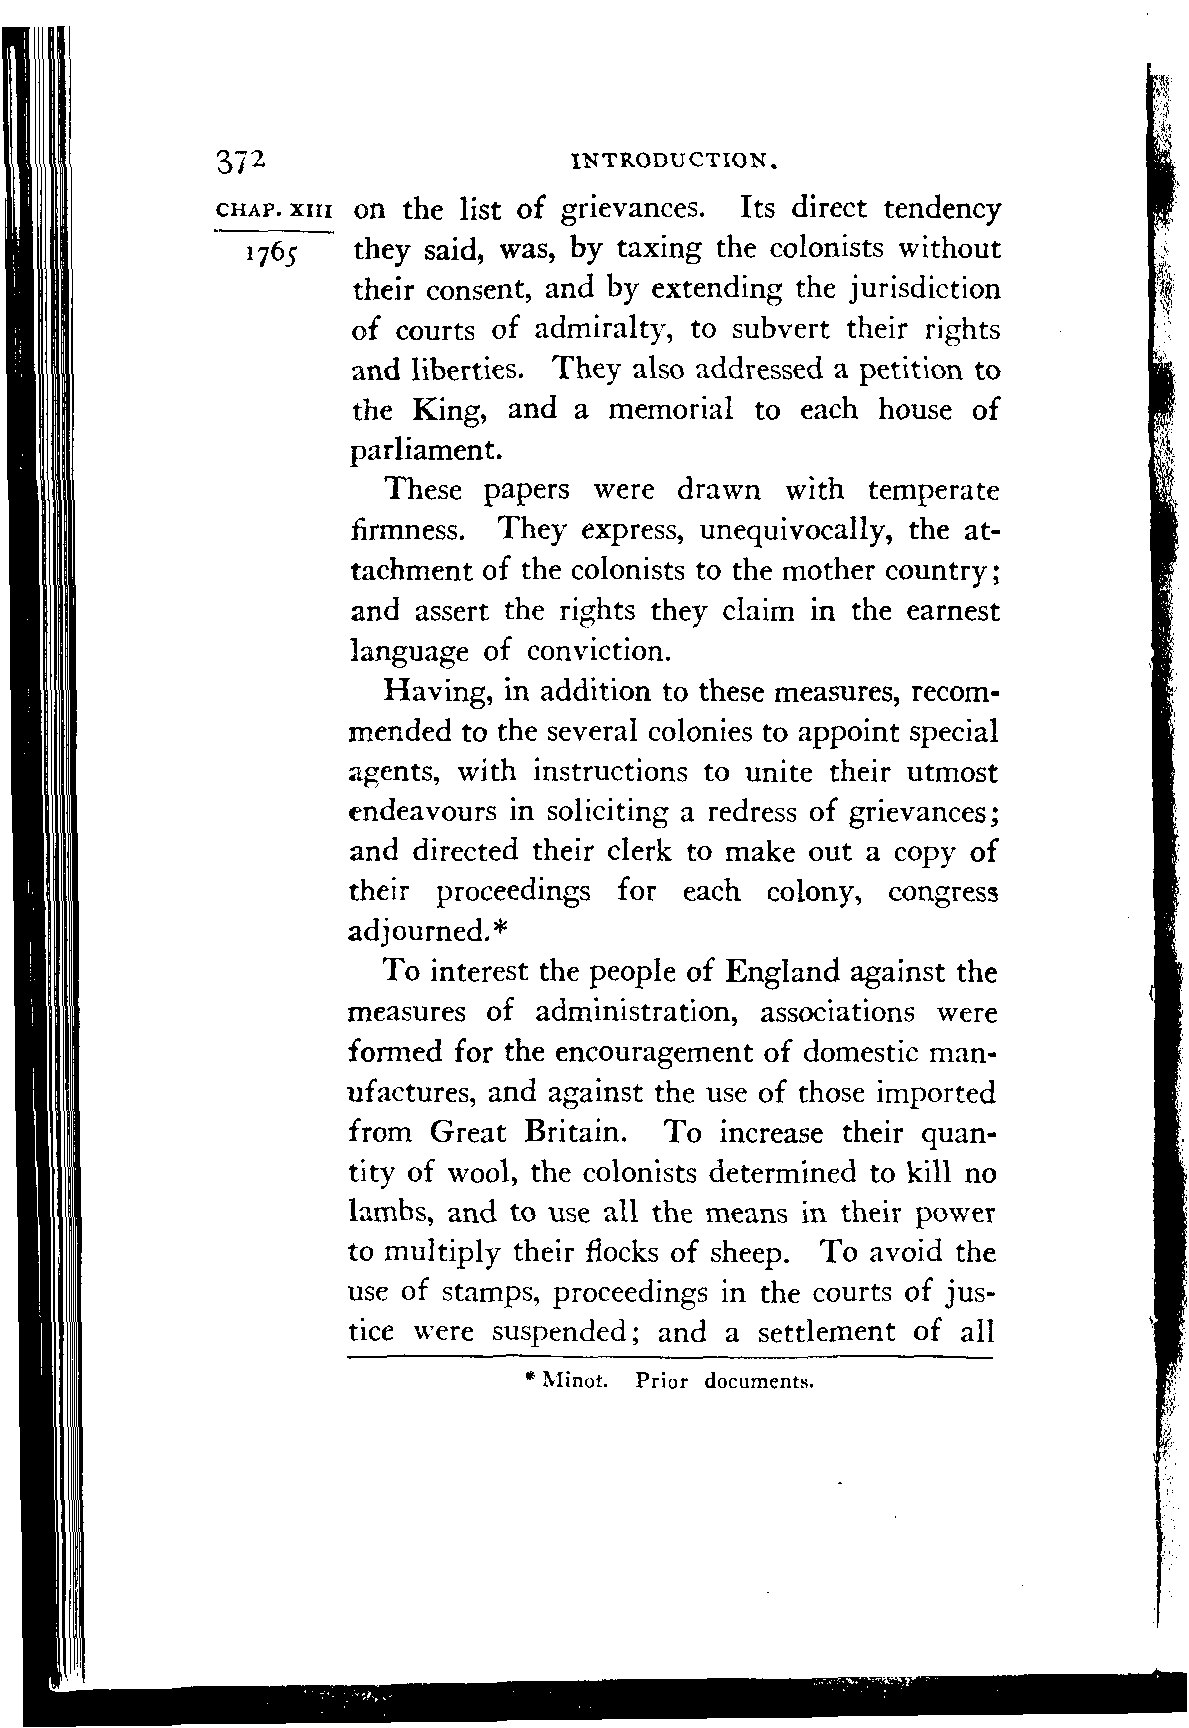 372 INTRODUCTION.
CHAP. XIII on the list of grievances. Its direct tendency
1765 they said, was, by taxing the colonists without
their consent, and by extending the jurisdiction
of courts of admiralty, to subvert their rights
and liberties. They also addressed a petition to
the King, and a memorial to each house of
parliament.
These papers were drawn with temperate
firmness. They express, unequivocally, the at-
tachment of the colonists to the mother country;
and assert the rights they claim in the earnest
language of conviction.
Having, in addition to these measures, recom-
mended to the several colonies to appoint special
agents, with instructions to unite their utmost
endeavours in soliciting a redress of grievances;
and directed their clerk to make out a copy of
their proceedings for each colony, congress
adjourned.*
To interest the people of England against the
measures of administration, associations were
formed for the encouragement of domestic man-
ufactures, and against the use of those imported
from Great Britain. To increase their quan-
tity of wool, the colonists determined to kill no
lambs, and to use all the means in their power
to multiply their flocks of sheep. To avoid the
use of stamps, proceedings in the courts of jus-
tice were suspended; and a settlement of all
* Minot. Prior documents.